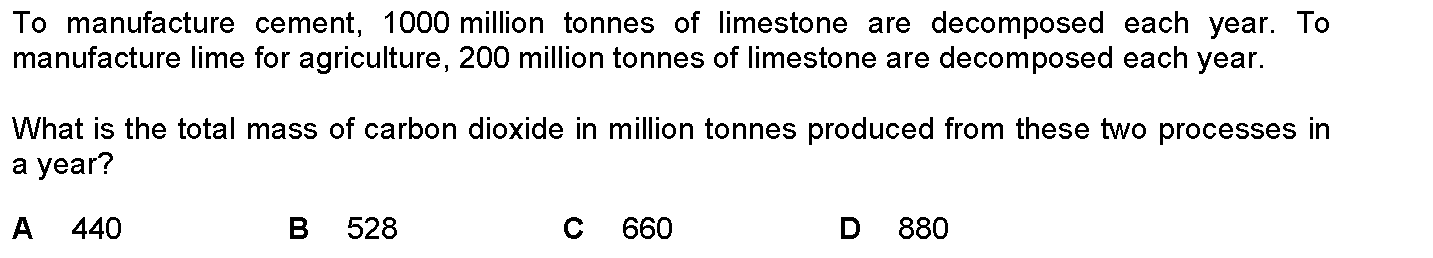 To manufacture cement, 1000 million tonnes of limestone are decomposed each year. To
manufacture lime for agriculture, 200 million tonnes of limestone are decomposed each year.
What is the total mass of carbon dioxide in million tonnes produced from these two processes in
a year?
A 440 B 528 C 660 D 880